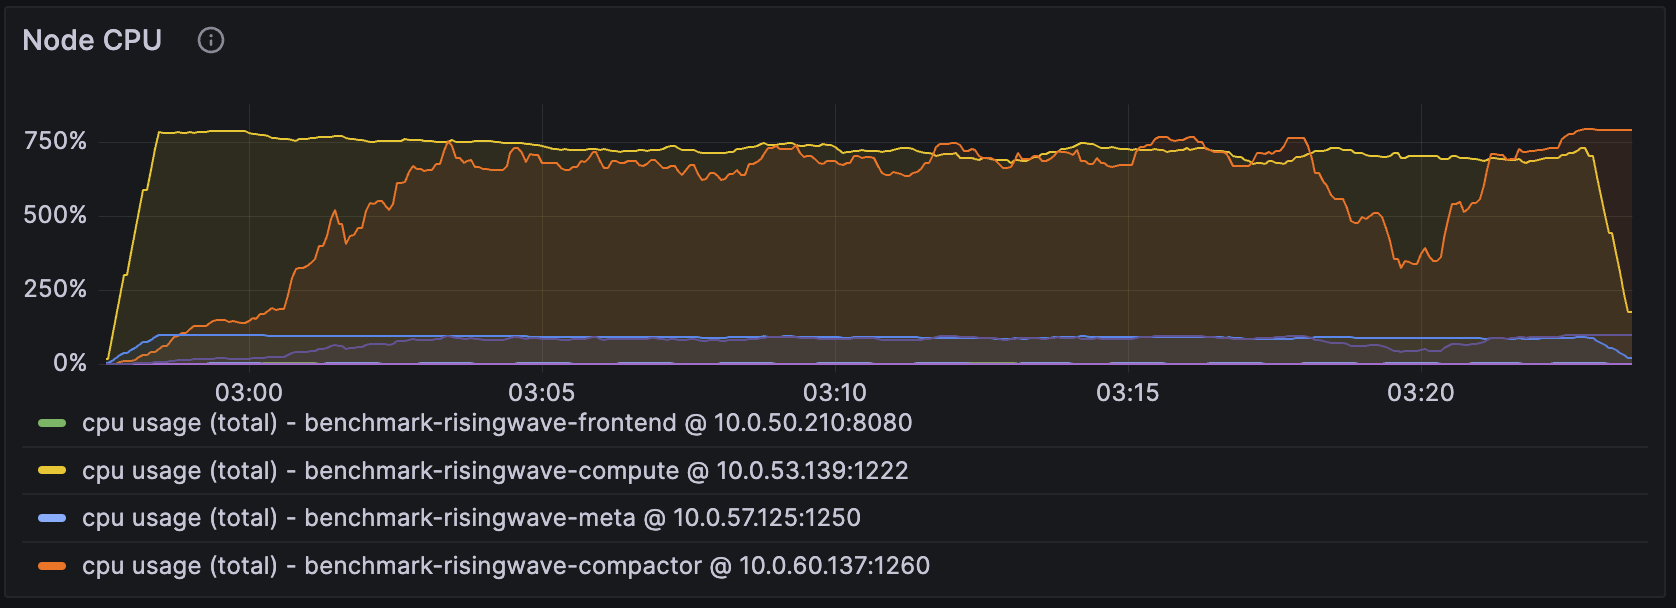 Node CPU
750%
500%
250%
0%
03:00 03:05 03:10 03:15 03:20
cpu usage (total) - benchmark-risingwave-frontend @ 10.0.50.210:8080
cpu usage (total) - benchmark-risingwave-compute @ 10.0.53.139:1222
cpu usage (total) - benchmark-risingwave-meta @ 10.0.57.125:1250
cpu usage (total) - benchmark-risingwave-compactor @ 10.0.60.137:1260